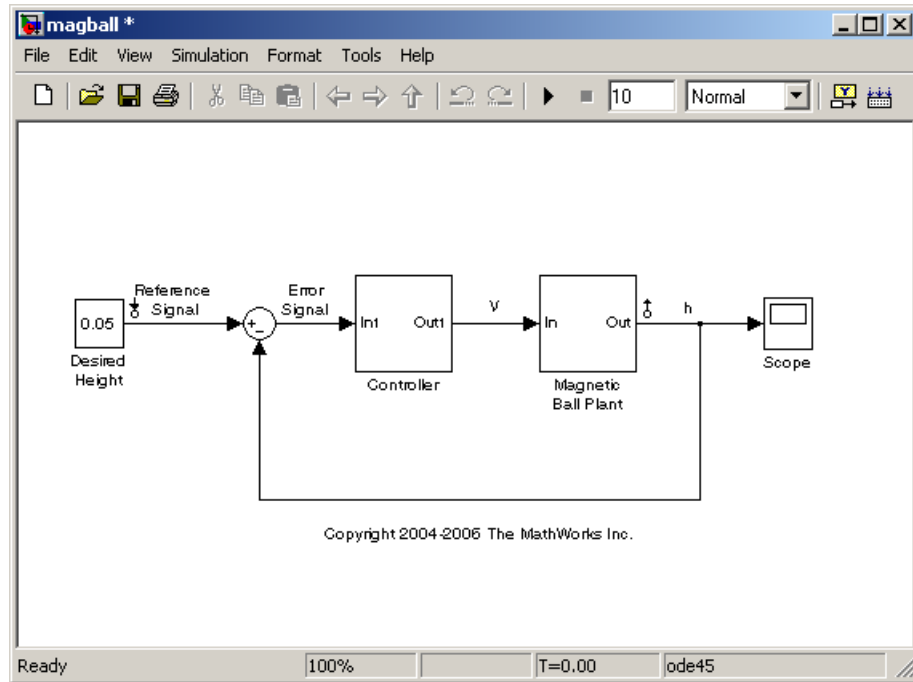 magball *
File Edit View Simulation Format Tools Help
10 Normal
Reference
Signal
Error
Signal
0.05
+
-
In1 Out1
V
In Out
h
Desired
Height
Controller
Magnetic
Ball Plant
Scope
Copyright 2004-2006 The MathWorks Inc.
Ready 100% T=0.00 ode45